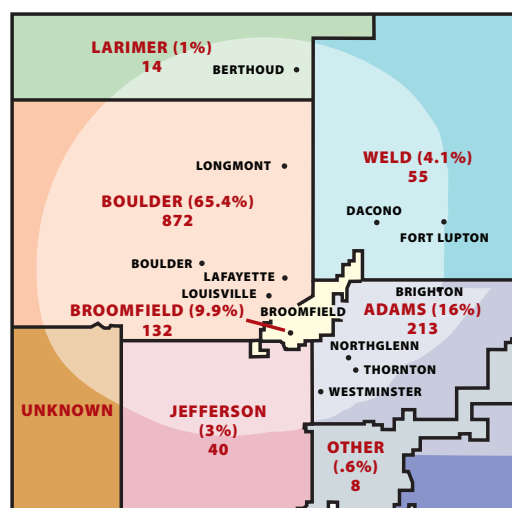 LARIMER (1%)
14
BERTHOUD
LONGMONT
WELD (4.1%)
55
BOULDER (65.4%)
872
DACONO
FORT LUPTON
BOULDER
LAFAYETTE
LOUISVILLE
BRIGHTON
BROOMFIELD (9.9%)
132
BROOMFIELD
ADAMS (16%)
213
NORTHGLENN
THORNTON
WESTMINSTER
UNKNOWN
JEFFERSON
(3%)
40
OTHER
(.6%)
8